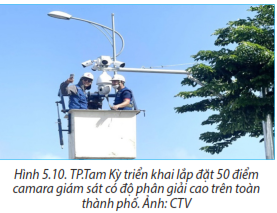 Hình 5.10. TP.Tam Kỳ triển khai lắp đặt 50 điểm
camara giám sát có độ phân giải cao trên toàn
thành phố. Ảnh: CTV